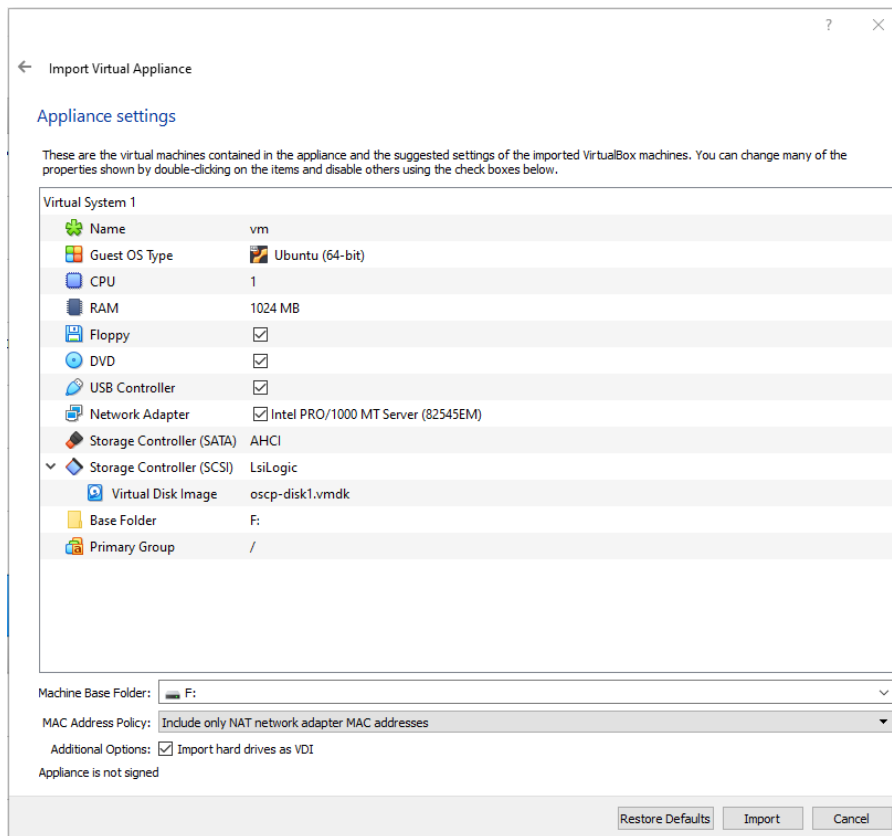 ?
Import Virtual Appliance
Appliance settings
These are the virtual machines contained in the appliance and the suggested settings of the imported VirtualBox machines. You can change many of the
properties shown by double-clicking on the items and disable others using the check boxes below.
Virtual System 1
Name vm
Guest OS Type Ubuntu (64-bit)
CPU 1
RAM 1024 MB
Floppy
DVD
USB Controller
Network Adapter Intel PRO/1000 MT Server (82545EM)
Storage Controller (SATA) AHCI
Storage Controller (SCSI) LsiLogic
Virtual Disk Image oscp-disk1.vmdk
Base Folder F:
Primary Group /
Machine Base Folder: F:
MAC Address Policy: Include only NAT network adapter MAC addresses
Additional Options: Import hard drives as VDI
Appliance is not signed
Restore Defaults Import Cancel